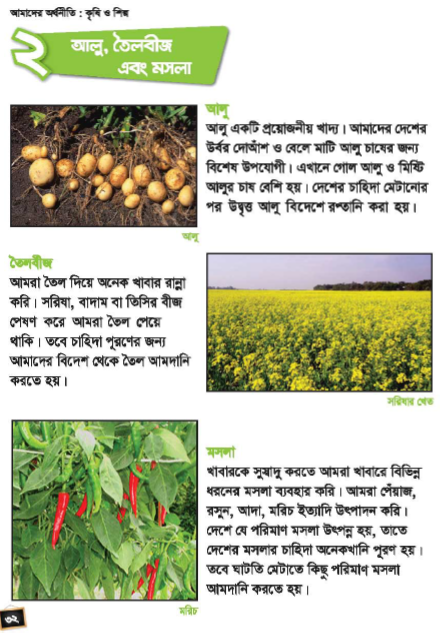 আমাদের অর্থনীতি : কৃষি ও শিল্প
২
আলু, তৈলবীজ
এবং মসলা
আলু
আলু একটি প্রয়োজনীয় খাদ্য। আমাদের দেশের
উর্বর দোআঁশ ও বেলে মাটি আলু চাষের জন্য
বিশেষ উপযোগী। এখানে গোল আলু ও মিষ্টি
আলুর চাষ বেশি হয়। দেশের চাহিদা মেটানোর
পর উদ্বৃত্ত আলু বিদেশে রপ্তানি করা হয়।
আলু
তৈলবীজ
আমরা তৈল দিয়ে অনেক খাবার রান্না
করি। সরিষা, বাদাম বা তিসির বীজ
পেষণ করে আমরা তৈল পেয়ে
থাকি। তবে চাহিদা পূরণের জন্য
আমাদের বিদেশ থেকে তৈল আমদানি
করতে হয়।
সরিষার খেত
মসলা
খাবারকে সুস্বাদু করতে আমরা খাবারে বিভিন্ন
ধরনের মসলা ব্যবহার করি। আমরা পেঁয়াজ,
রসুন, আদা, মরিচ ইত্যাদি উৎপাদন করি।
দেশে যে পরিমাণ মসলা উৎপন্ন হয়, তাতে
দেশের মসলার চাহিদা অনেকখানি পূরণ হয়।
তবে ঘাটতি মেটাতে কিছু পরিমাণ মসলা
আমদানি করতে হয়।
মরিচ
৩২